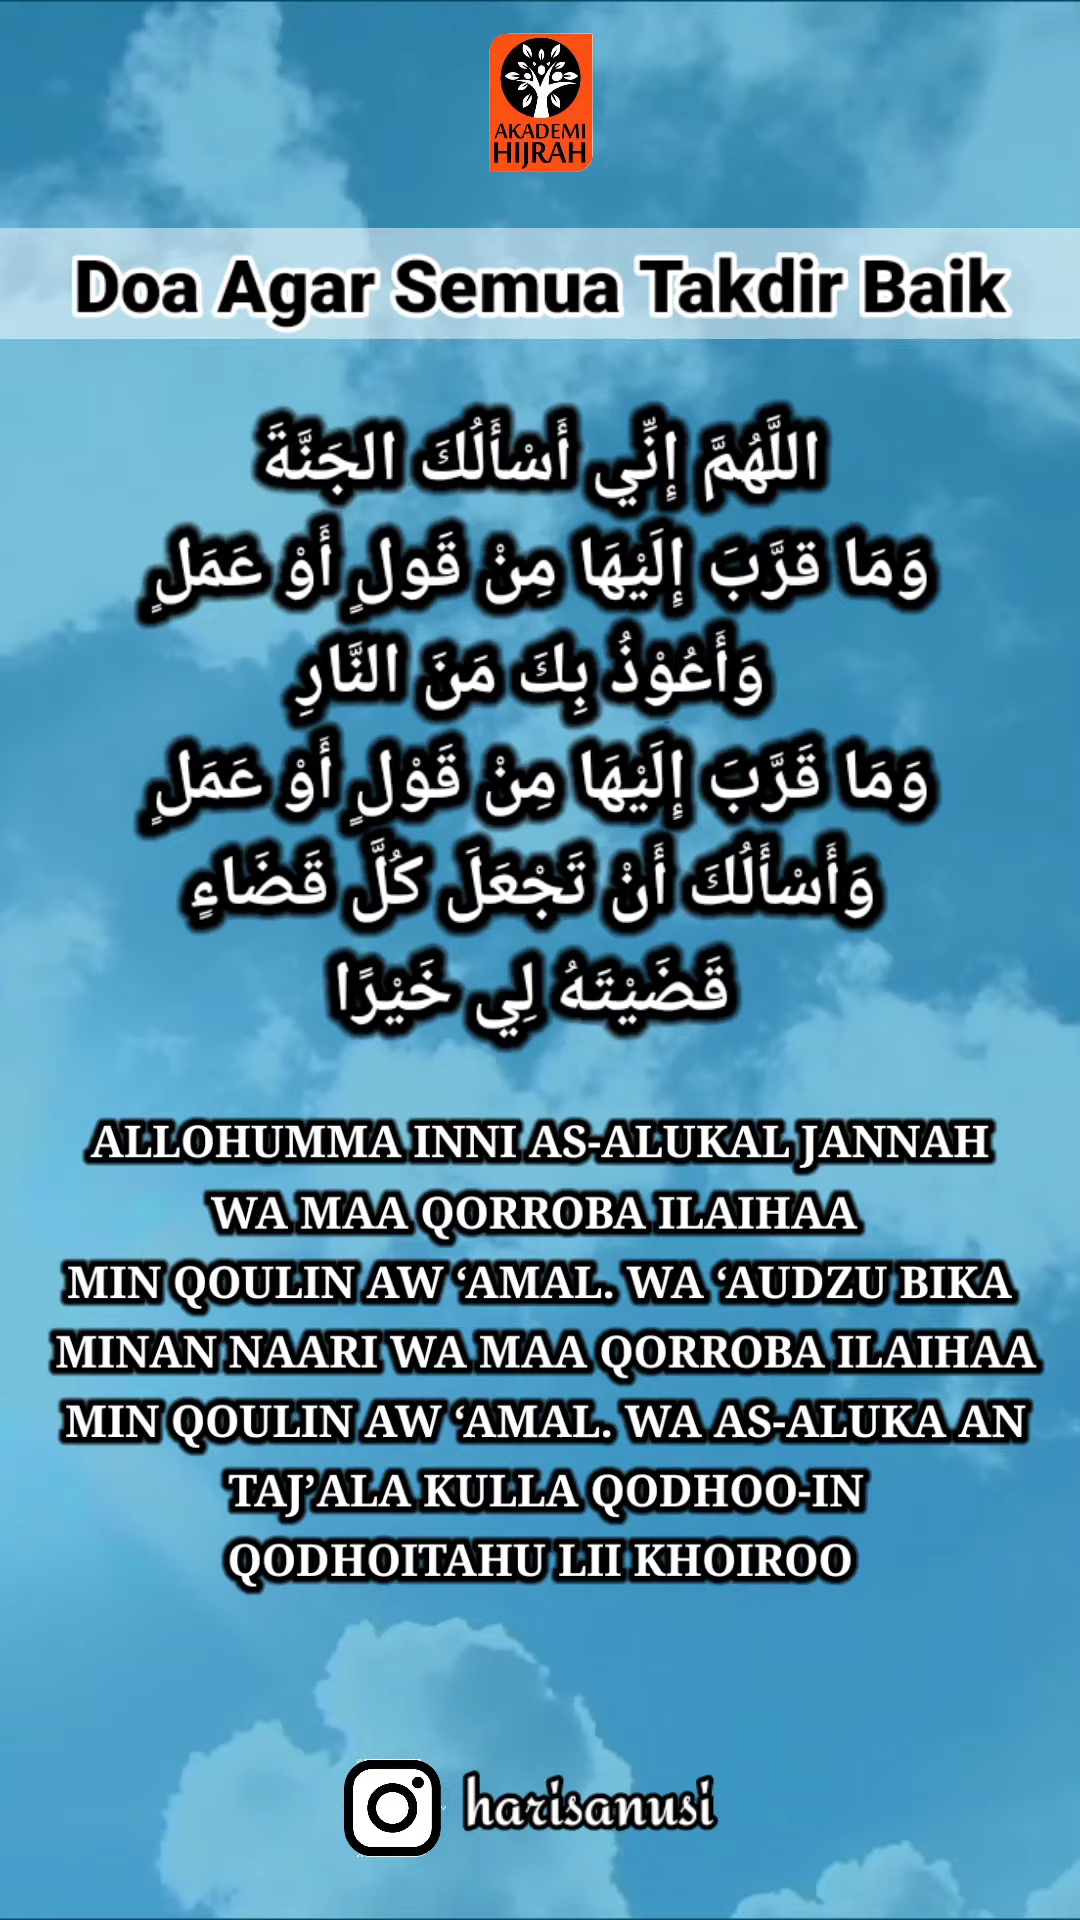 AKADEMI
HIJRAH
Doa Agar Semua Takdir Baik
اللَّهُمَّ إِنِّي أَسْأَلُكَ الجَنَّةَ
وَمَا قرَّبَ إِلَيْهَا مِنْ قَولٍ أَوْ عَمَلٍ
وَأَعُوْذُ بِكَ مَنَ النَّارِ
وَمَا قَرَّبَ إِلَيْهَا مِنْ قَوْلٍ أَوْ عَمَلٍ
وَأَسْأَلُكَ أَنْ تَجْعَلَ كُلَّ قَضَاءٍ
قَضَيْتَهُ لِي خَيْرًا
ALLOHUMMA INNI AS-ALUKAL JANNAH
WA MAA QORROBA ILAIHAA
MIN QOULIN AW ‘AMAL. WA ‘AUDZU BIKA
MINAN NAARI WA MAA QORROBA ILAIHAA
MIN QOULIN AW ‘AMAL. WA AS-ALUKA AN
TAJ’ALA KULLA QODHOO-IN
QODHOITAHU LII KHOIROO
harisanusi